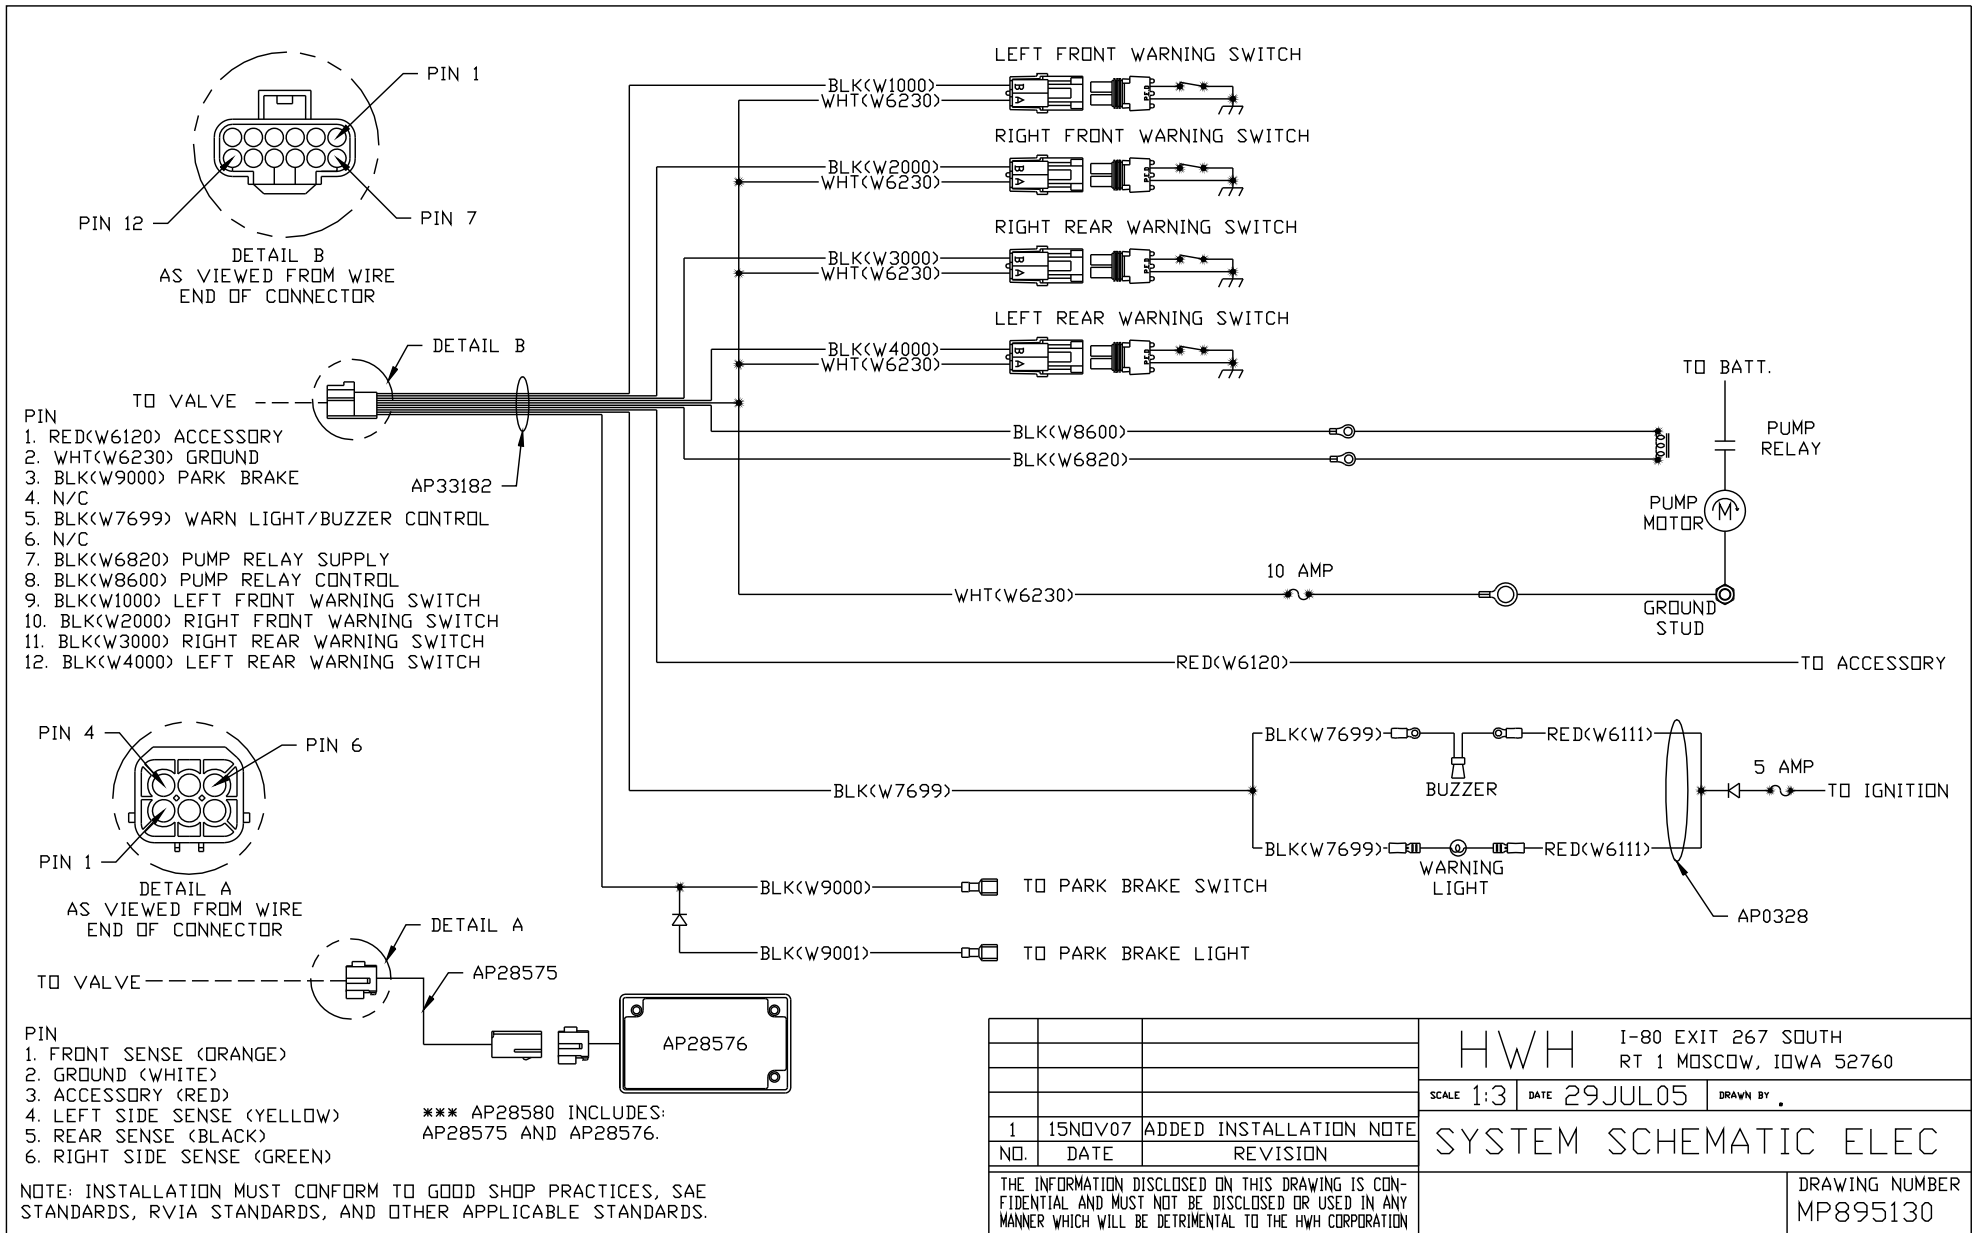 PIN 1
PIN 12
PIN 7
DETAIL B
AS VIEWED FROM WIRE
END OF CONNECTOR
LEFT FRONT WARNING SWITCH
BLK(W1000)
WHT(W6230)
B
A
RIGHT FRONT WARNING SWITCH
BLK(W2000)
WHT(W6230)
B
A
RIGHT REAR WARNING SWITCH
BLK(W3000)
WHT(W6230)
B
A
LEFT REAR WARNING SWITCH
BLK(W4000)
WHT(W6230)
B
A
DETAIL B
TO VALVE
AP33182
PIN
1. RED(W6120) ACCESSORY
2. WHT(W6230) GROUND
3. BLK(W9000) PARK BRAKE
4. N/C
5. BLK(W7699) WARN LIGHT/BUZZER CONTROL
6. N/C
7. BLK(W6820) PUMP RELAY SUPPLY
8. BLK(W8600) PUMP RELAY CONTROL
9. BLK(W1000) LEFT FRONT WARNING SWITCH
10. BLK(W2000) RIGHT FRONT WARNING SWITCH
11. BLK(W3000) RIGHT REAR WARNING SWITCH
12. BLK(W4000) LEFT REAR WARNING SWITCH
TO BATT.
BLK(W8600)
BLK(W6820)
PUMP
RELAY
PUMP
MOTOR
M
10 AMP
WHT(W6230)
GROUND
STUD
RED(W6120)
TO ACCESSORY
BLK(W7699)
RED(W6111)
BUZZER
5 AMP
BLK(W7699)
TO IGNITION
BLK(W7699)
RED(W6111)
WARNING
LIGHT
AP0328
BLK(W9000)
TO PARK BRAKE SWITCH
BLK(W9001)
TO PARK BRAKE LIGHT
PIN 4
PIN 6
PIN 1
DETAIL A
AS VIEWED FROM WIRE
END OF CONNECTOR
DETAIL A
TO VALVE
AP28575
AP28576
PIN
1. FRONT SENSE (ORANGE)
2. GROUND (WHITE)
3. ACCESSORY (RED)
4. LEFT SIDE SENSE (YELLOW)
5. REAR SENSE (BLACK)
6. RIGHT SIDE SENSE (GREEN)
*** AP28580 INCLUDES:
AP28575 AND AP28576.
NOTE: INSTALLATION MUST CONFORM TO GOOD SHOP PRACTICES, SAE
STANDARDS, RVIA STANDARDS, AND OTHER APPLICABLE STANDARDS.
1 15NOV07 ADDED INSTALLATION NOTE
NO. DATE REVISION
THE INFORMATION DISCLOSED ON THIS DRAWING IS CON-
FIDENTIAL AND MUST NOT BE DISCLOSED OR USED IN ANY
MANNER WHICH WILL BE DETRIMENTAL TO THE HWH CORPORATION
HWH
I-80 EXIT 267 SOUTH
RT 1 MOSCOW, IOWA 52760
SCALE 1:3 DATE 29JUL05 DRAWN BY .
SYSTEM SCHEMATIC ELEC
DRAWING NUMBER
MP895130